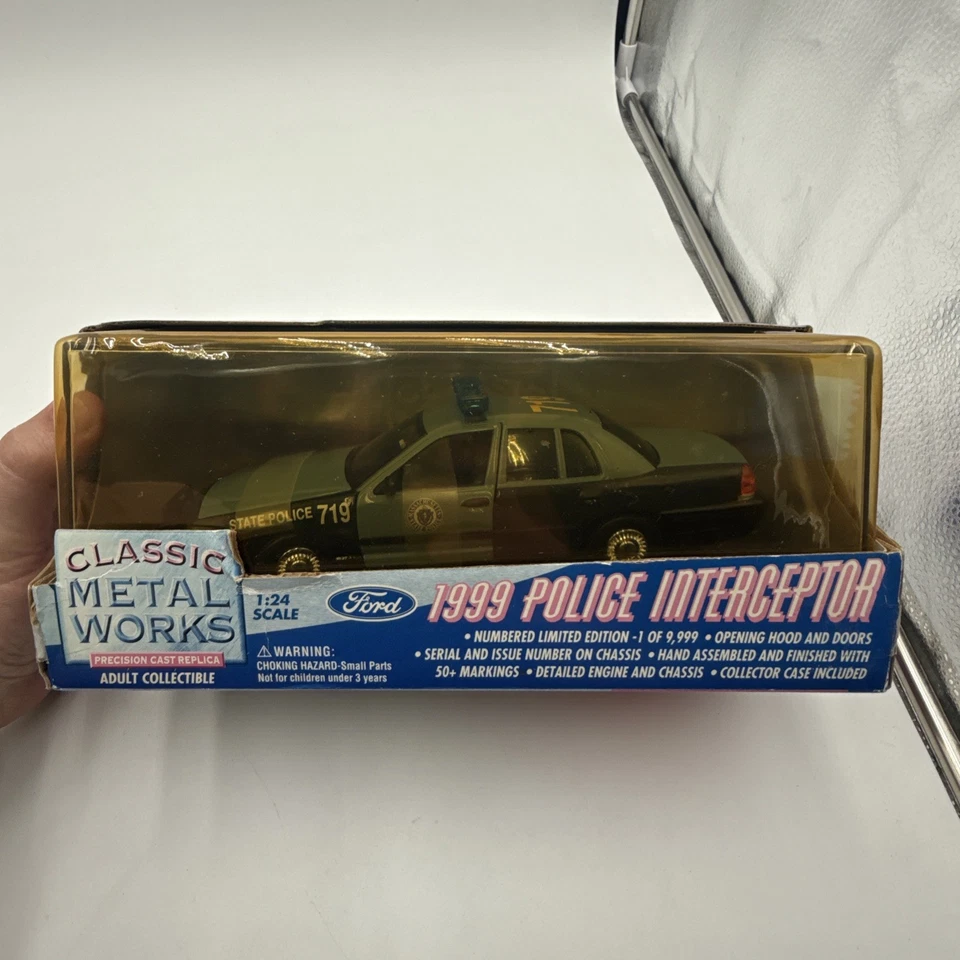 719
STATE POLICE 719
CLASSIC
METAL
WORKS
PRECISION CAST REPLICA
ADULT COLLECTIBLE
1:24
SCALE
Ford
⚠ WARNING:
CHOKING HAZARD-Small Parts
Not for children under 3 years
1999 POLICE INTERCEPTOR
• NUMBERED LIMITED EDITION -1 OF 9,999 • OPENING HOOD AND DOORS
• SERIAL AND ISSUE NUMBER ON CHASSIS • HAND ASSEMBLED AND FINISHED WITH
50+ MARKINGS • DETAILED ENGINE AND CHASSIS • COLLECTOR CASE INCLUDED